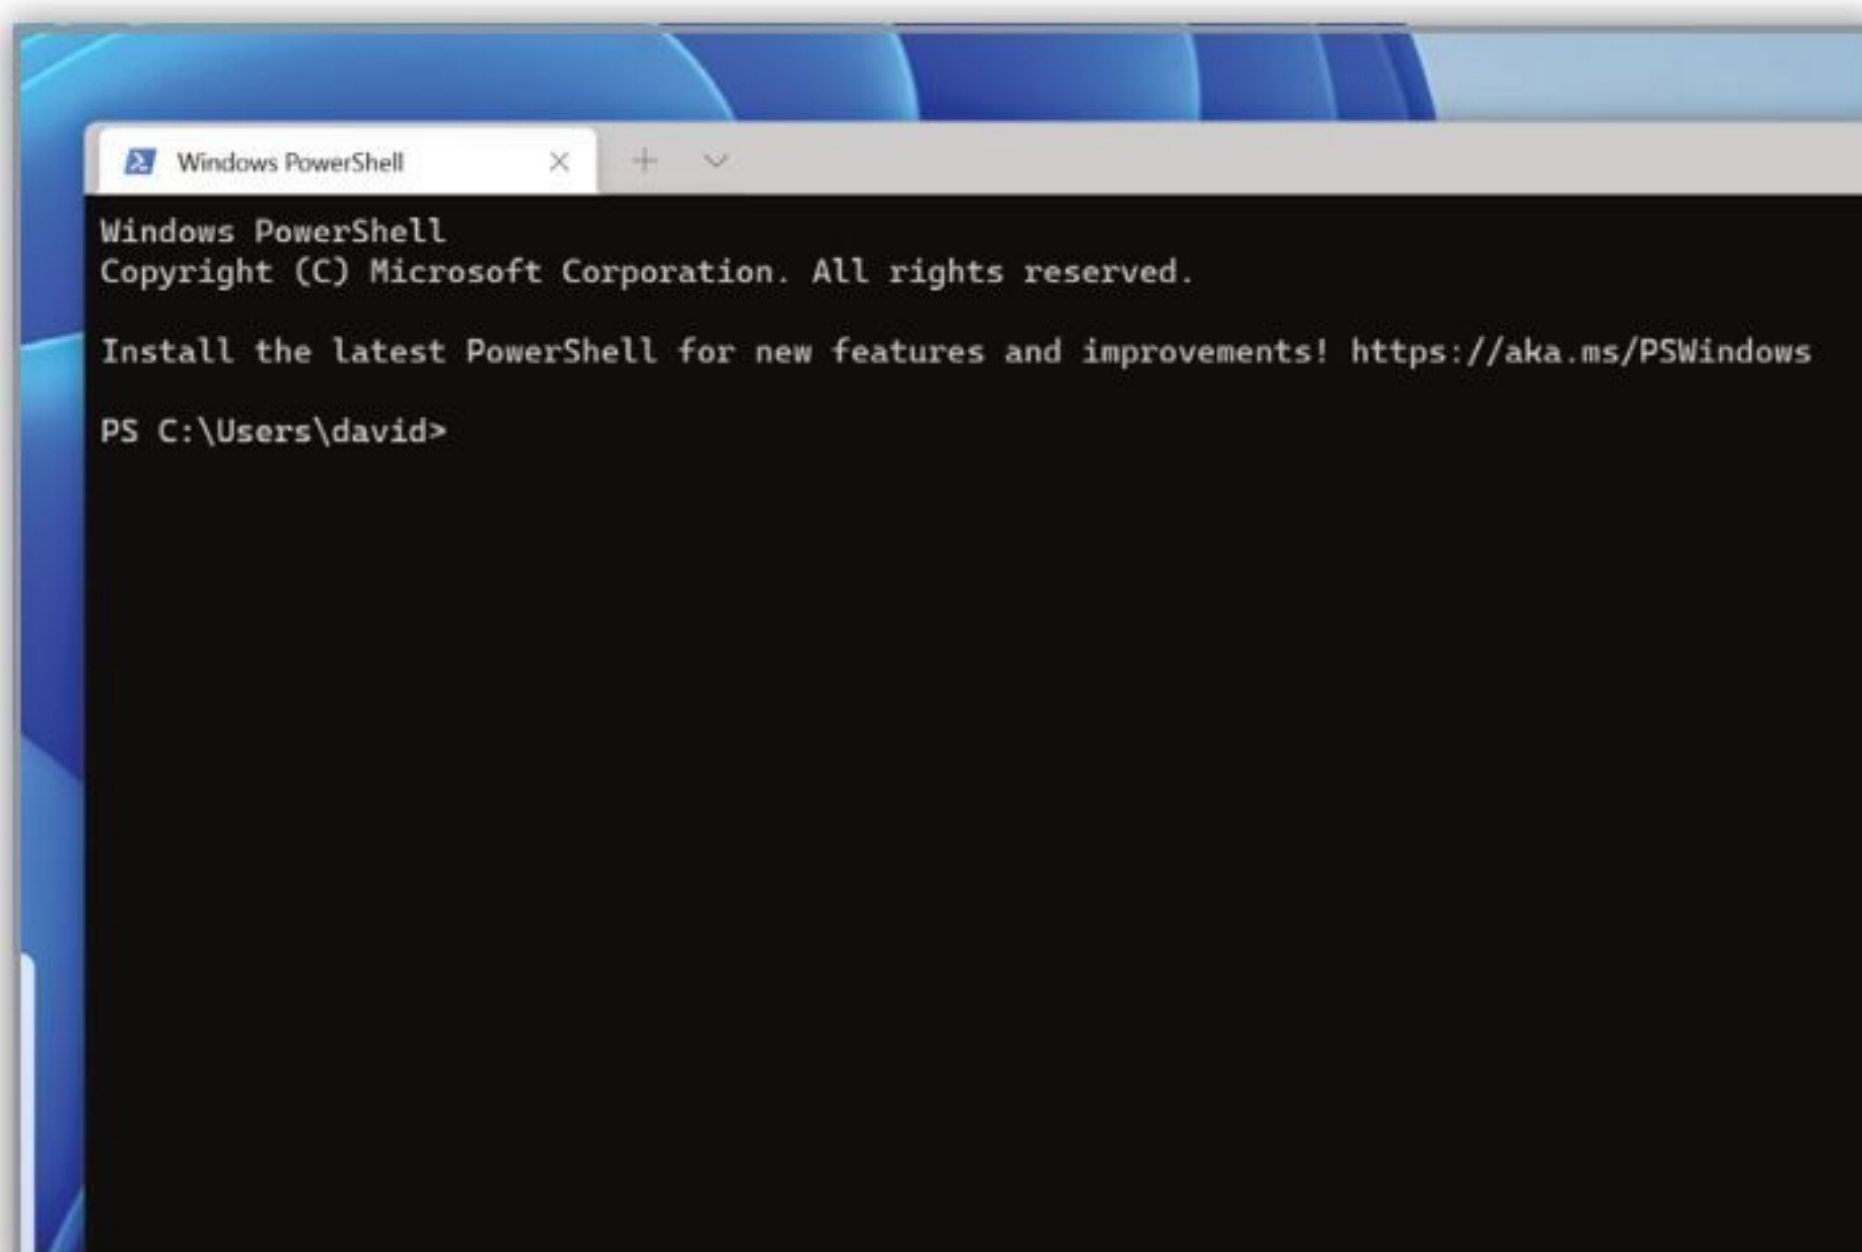 Windows PowerShell
Windows PowerShell
Copyright (C) Microsoft Corporation. All rights reserved.
Install the latest PowerShell for new features and improvements! https://aka.ms/PSWindows
PS C:\Users\david>